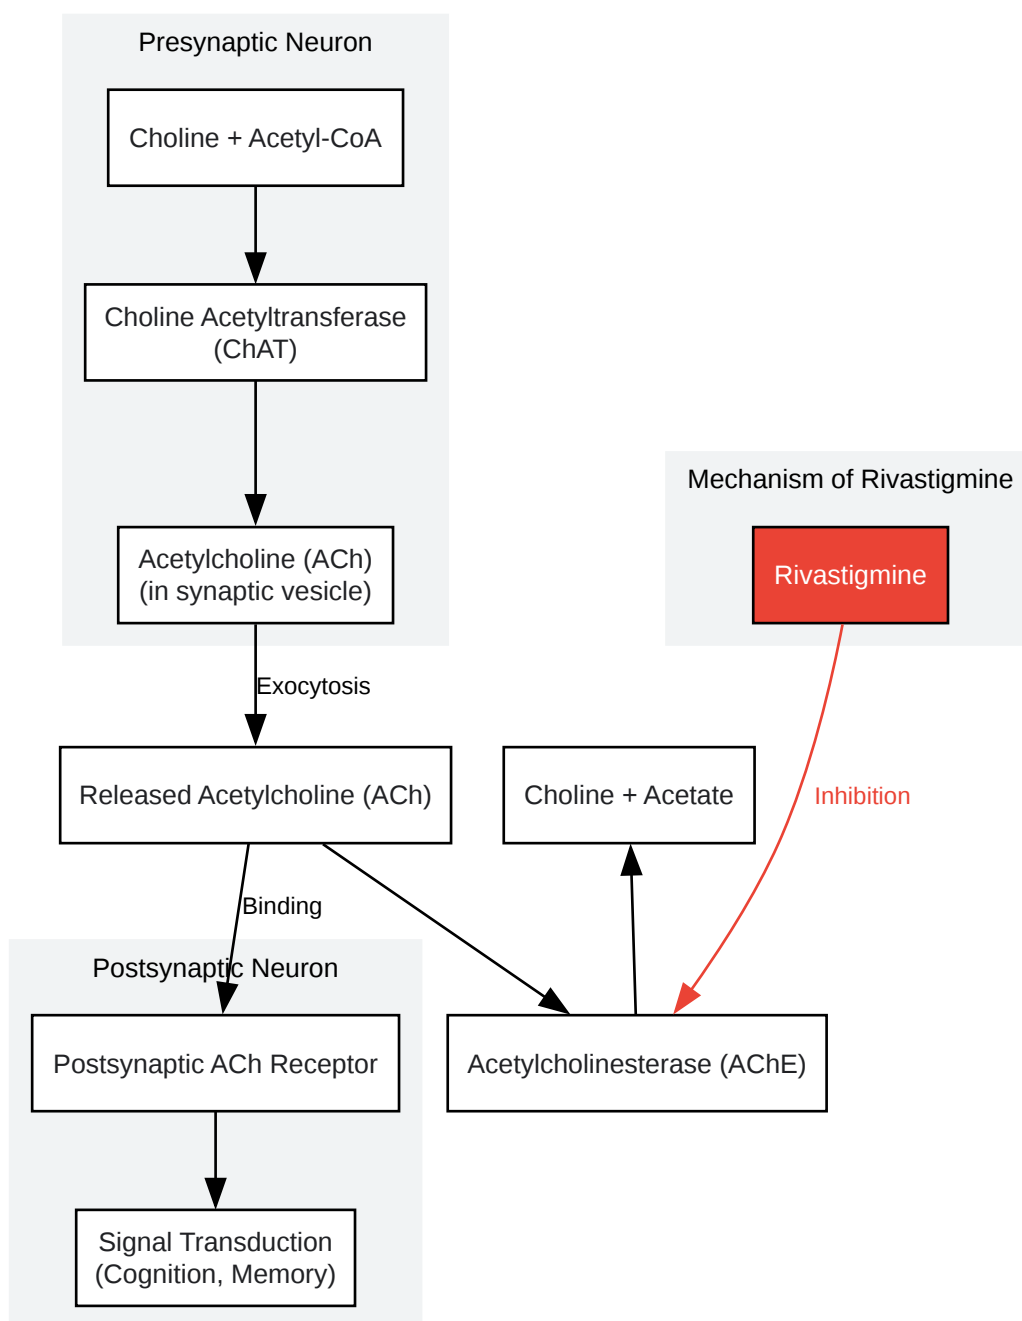 Presynaptic Neuron
Choline + Acetyl-CoA
Choline Acetyltransferase
(ChAT)
Acetylcholine (ACh)
(in synaptic vesicle)
Mechanism of Rivastigmine
Rivastigmine
Exocytosis
Released Acetylcholine (ACh)
Choline + Acetate
Inhibition
Binding
Postsynaptic Neuron
Postsynaptic ACh Receptor
Acetylcholinesterase (AChE)
Signal Transduction
(Cognition, Memory)